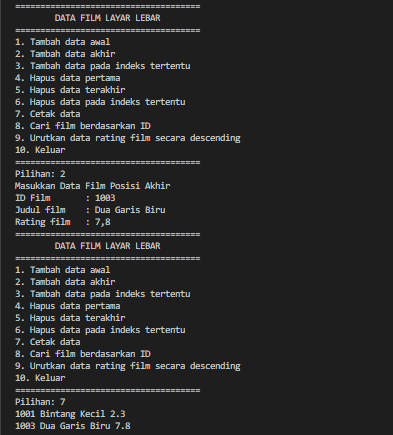 =====================================
DATA FILM LAYAR LEBAR
=====================================
1. Tambah data awal
2. Tambah data akhir
3. Tambah data pada indeks tertentu
4. Hapus data pertama
5. Hapus data terakhir
6. Hapus data pada indeks tertentu
7. Cetak data
8. Cari film berdasarkan ID
9. Urutkan data rating film secara descending
10. Keluar
=====================================
Pilihan: 2
Masukkan Data Film Posisi Akhir
ID Film : 1003
Judul film : Dua Garis Biru
Rating film : 7,8
=====================================
DATA FILM LAYAR LEBAR
=====================================
1. Tambah data awal
2. Tambah data akhir
3. Tambah data pada indeks tertentu
4. Hapus data pertama
5. Hapus data terakhir
6. Hapus data pada indeks tertentu
7. Cetak data
8. Cari film berdasarkan ID
9. Urutkan data rating film secara descending
10. Keluar
=====================================
Pilihan: 7
1001 Bintang Kecil 2.3
1003 Dua Garis Biru 7.8